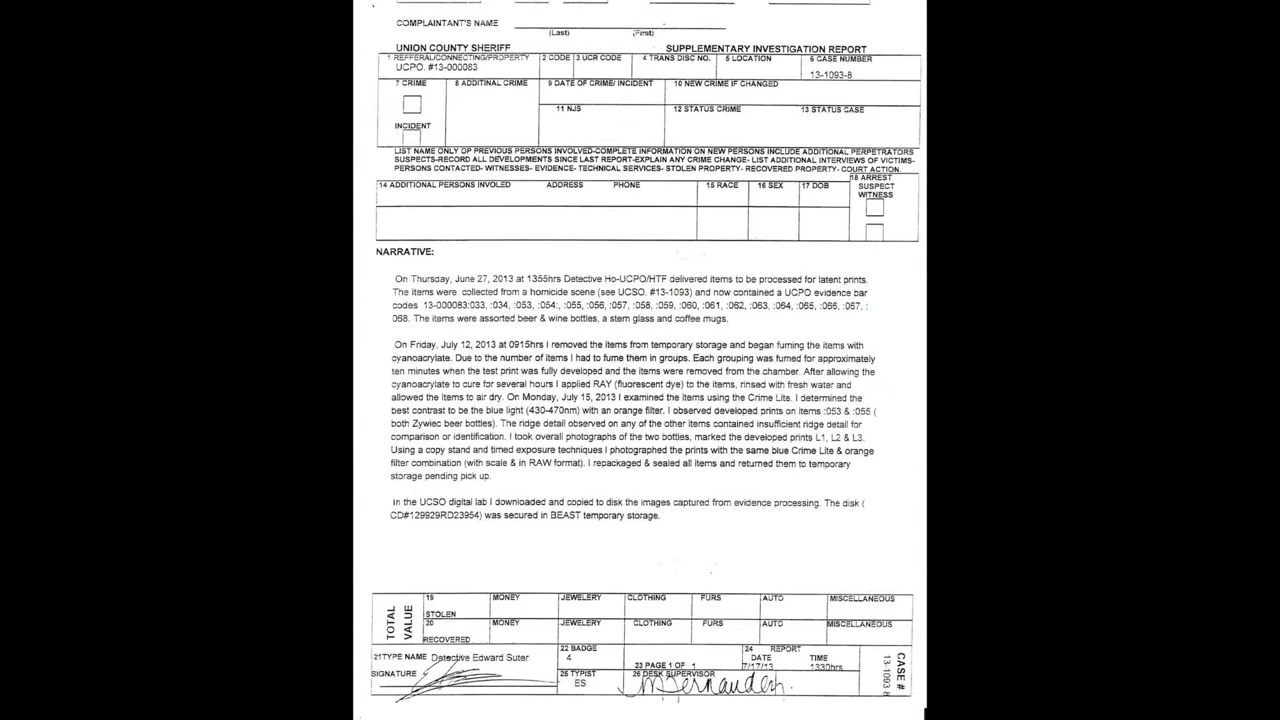 COMPLAINTANT'S NAME
(Last) (First)
UNION COUNTY SHERIFF SUPPLEMENTARY INVESTIGATION REPORT
1 REFFERAL/CONNECTING/PROPERTY 2 CODE 3 UCR CODE 4 TRANS DISC NO. 5 LOCATION 6 CASE NUMBER
UCPO. #13-000083
13-1093-8
7 CRIME 8 ADDITINAL CRIME 9 DATE OF CRIME/ INCIDENT 10 NEW CRIME IF CHANGED
11 NJS 12 STATUS CRIME 13 STATUS CASE
INCIDENT
LIST NAME ONLY OF PREVIOUS PERSONS INVOLVED-COMPLETE INFORMATION ON NEW PERSONS INCLUDE ADDITIONAL PERPETRATORS
SUSPECTS-RECORD ALL DEVELOPMENTS SINCE LAST REPORT-EXPLAIN ANY CRIME CHANGE- LIST ADDITIONAL INTERVIEWS OF VICTIMS-
PERSONS CONTACTED- WITNESSES- EVIDENCE- TECHNICAL SERVICES- STOLEN PROPERTY- RECOVERED PROPERTY- COURT ACTION.
14 ADDITIONAL PERSONS INVOLED ADDRESS PHONE 15 RACE 16 SEX 17 DOB 18 ARREST
SUSPECT
WITNESS
NARRATIVE:
On Thursday, June 27, 2013 at 1355hrs Detective Ho-UCPO/HTF delivered items to be processed for latent prints.
The items were collected from a homicide scene (see UCSO. #13-1093) and now contained a UCPO evidence bar
codes 13-000083:033, :034, :053, :054:, :055, :056, :057, :058, :059, :060, :061, :062, :063, :064, :065, :066, :057, :
068. The items were assorted beer & wine bottles, a stem glass and coffee mugs.
On Friday, July 12, 2013 at 0915hrs I removed the items from temporary storage and began fuming the items with
cyanoacrylate. Due to the number of items I had to fume them in groups. Each grouping was fumed for approximately
ten minutes when the test print was fully developed and the items were removed from the chamber. After allowing the
cyanoacrylate to cure for several hours I applied RAY (fluorescent dye) to the items, rinsed with fresh water and
allowed the items to air dry. On Monday, July 15, 2013 I examined the items using the Crime Lite. I determined the
best contrast to be the blue light (430-470nm) with an orange filter. I observed developed prints on items :053 & :055 (
both Zywiec beer bottles). The ridge detail observed on any of the other items contained insufficient ridge detail for
comparison or identification. I took overall photographs of the two bottles, marked the developed prints L1, L2 & L3.
Using a copy stand and timed exposure techniques I photographed the prints with the same blue Crime Lite & orange
filter combination (with scale & in RAW format). I repackaged & sealed all items and returned them to temporary
storage pending pick up.
In the UCSO digital lab I downloaded and copied to disk the images captured from evidence processing. The disk (
CD#129929RD23954) was secured in BEAST temporary storage.
TOTAL VALUE
19 MONEY JEWELERY CLOTHING FURS AUTO MISCELLANEOUS
STOLEN
20 MONEY JEWELERY CLOTHING FURS AUTO MISCELLANEOUS
RECOVERED
21TYPE NAME Detective Edward Suter 22 BADGE 24 REPORT
4 23 PAGE 1 OF 1 DATE TIME
7/17/13 1330hrs
SIGNATURE 25 TYPIST 26 DESK SUPERVISOR
ES
CASE #
13-1093-8